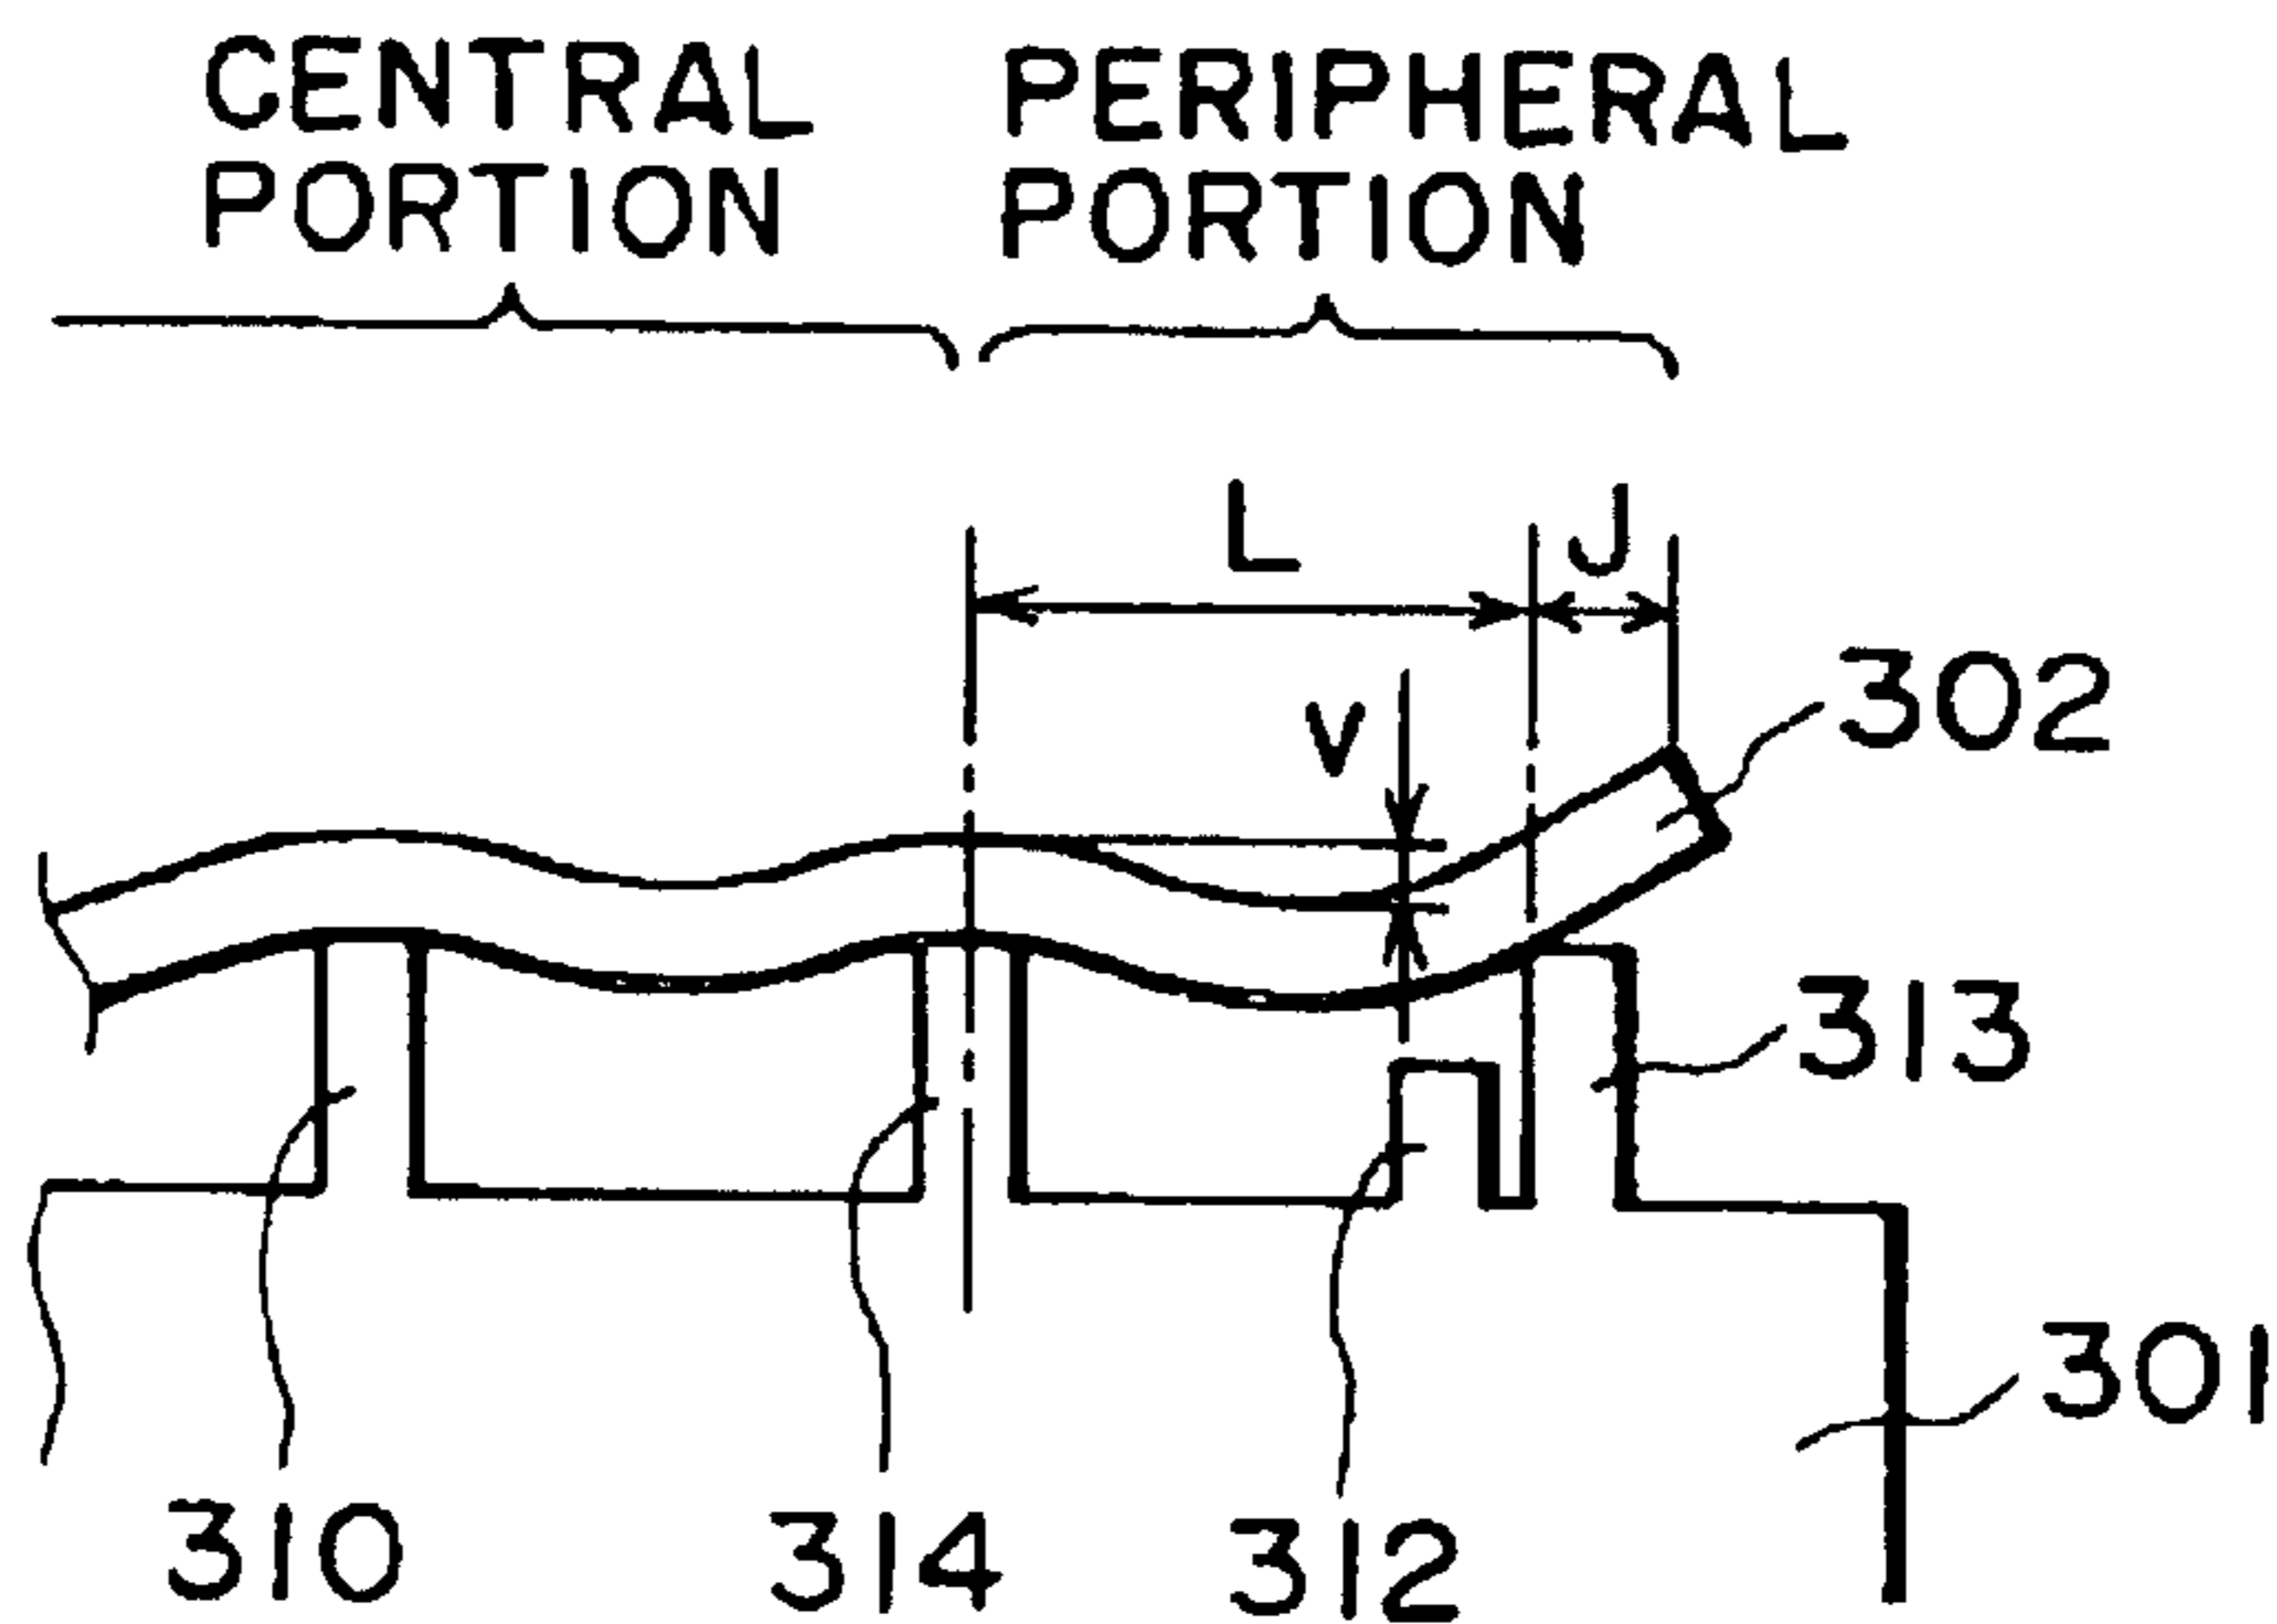 CENTRAL PERIPHERAL
PORTION PORTION
L J
V
302
313
301
310 314 312